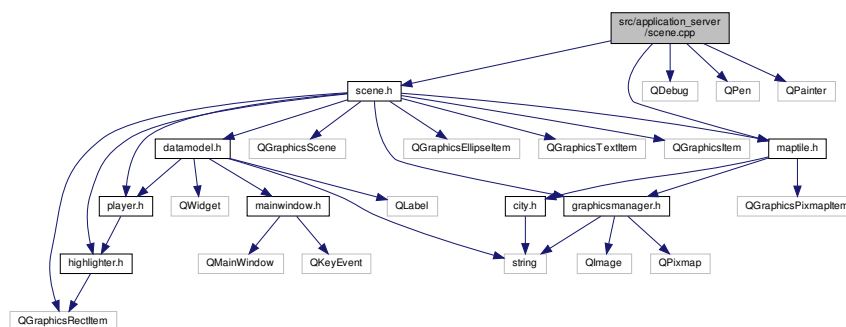 src/application_server
/scene.cpp
scene.h
QDebug
QPen
QPainter
datamodel.h
QGraphicsScene
QGraphicsEllipseItem
QGraphicsTextItem
QGraphicsItem
maptile.h
player.h
QWidget
mainwindow.h
QLabel
city.h
graphicsmanager.h
QGraphicsPixmapItem
highlighter.h
QMainWindow
QKeyEvent
string
QImage
QPixmap
QGraphicsRectItem